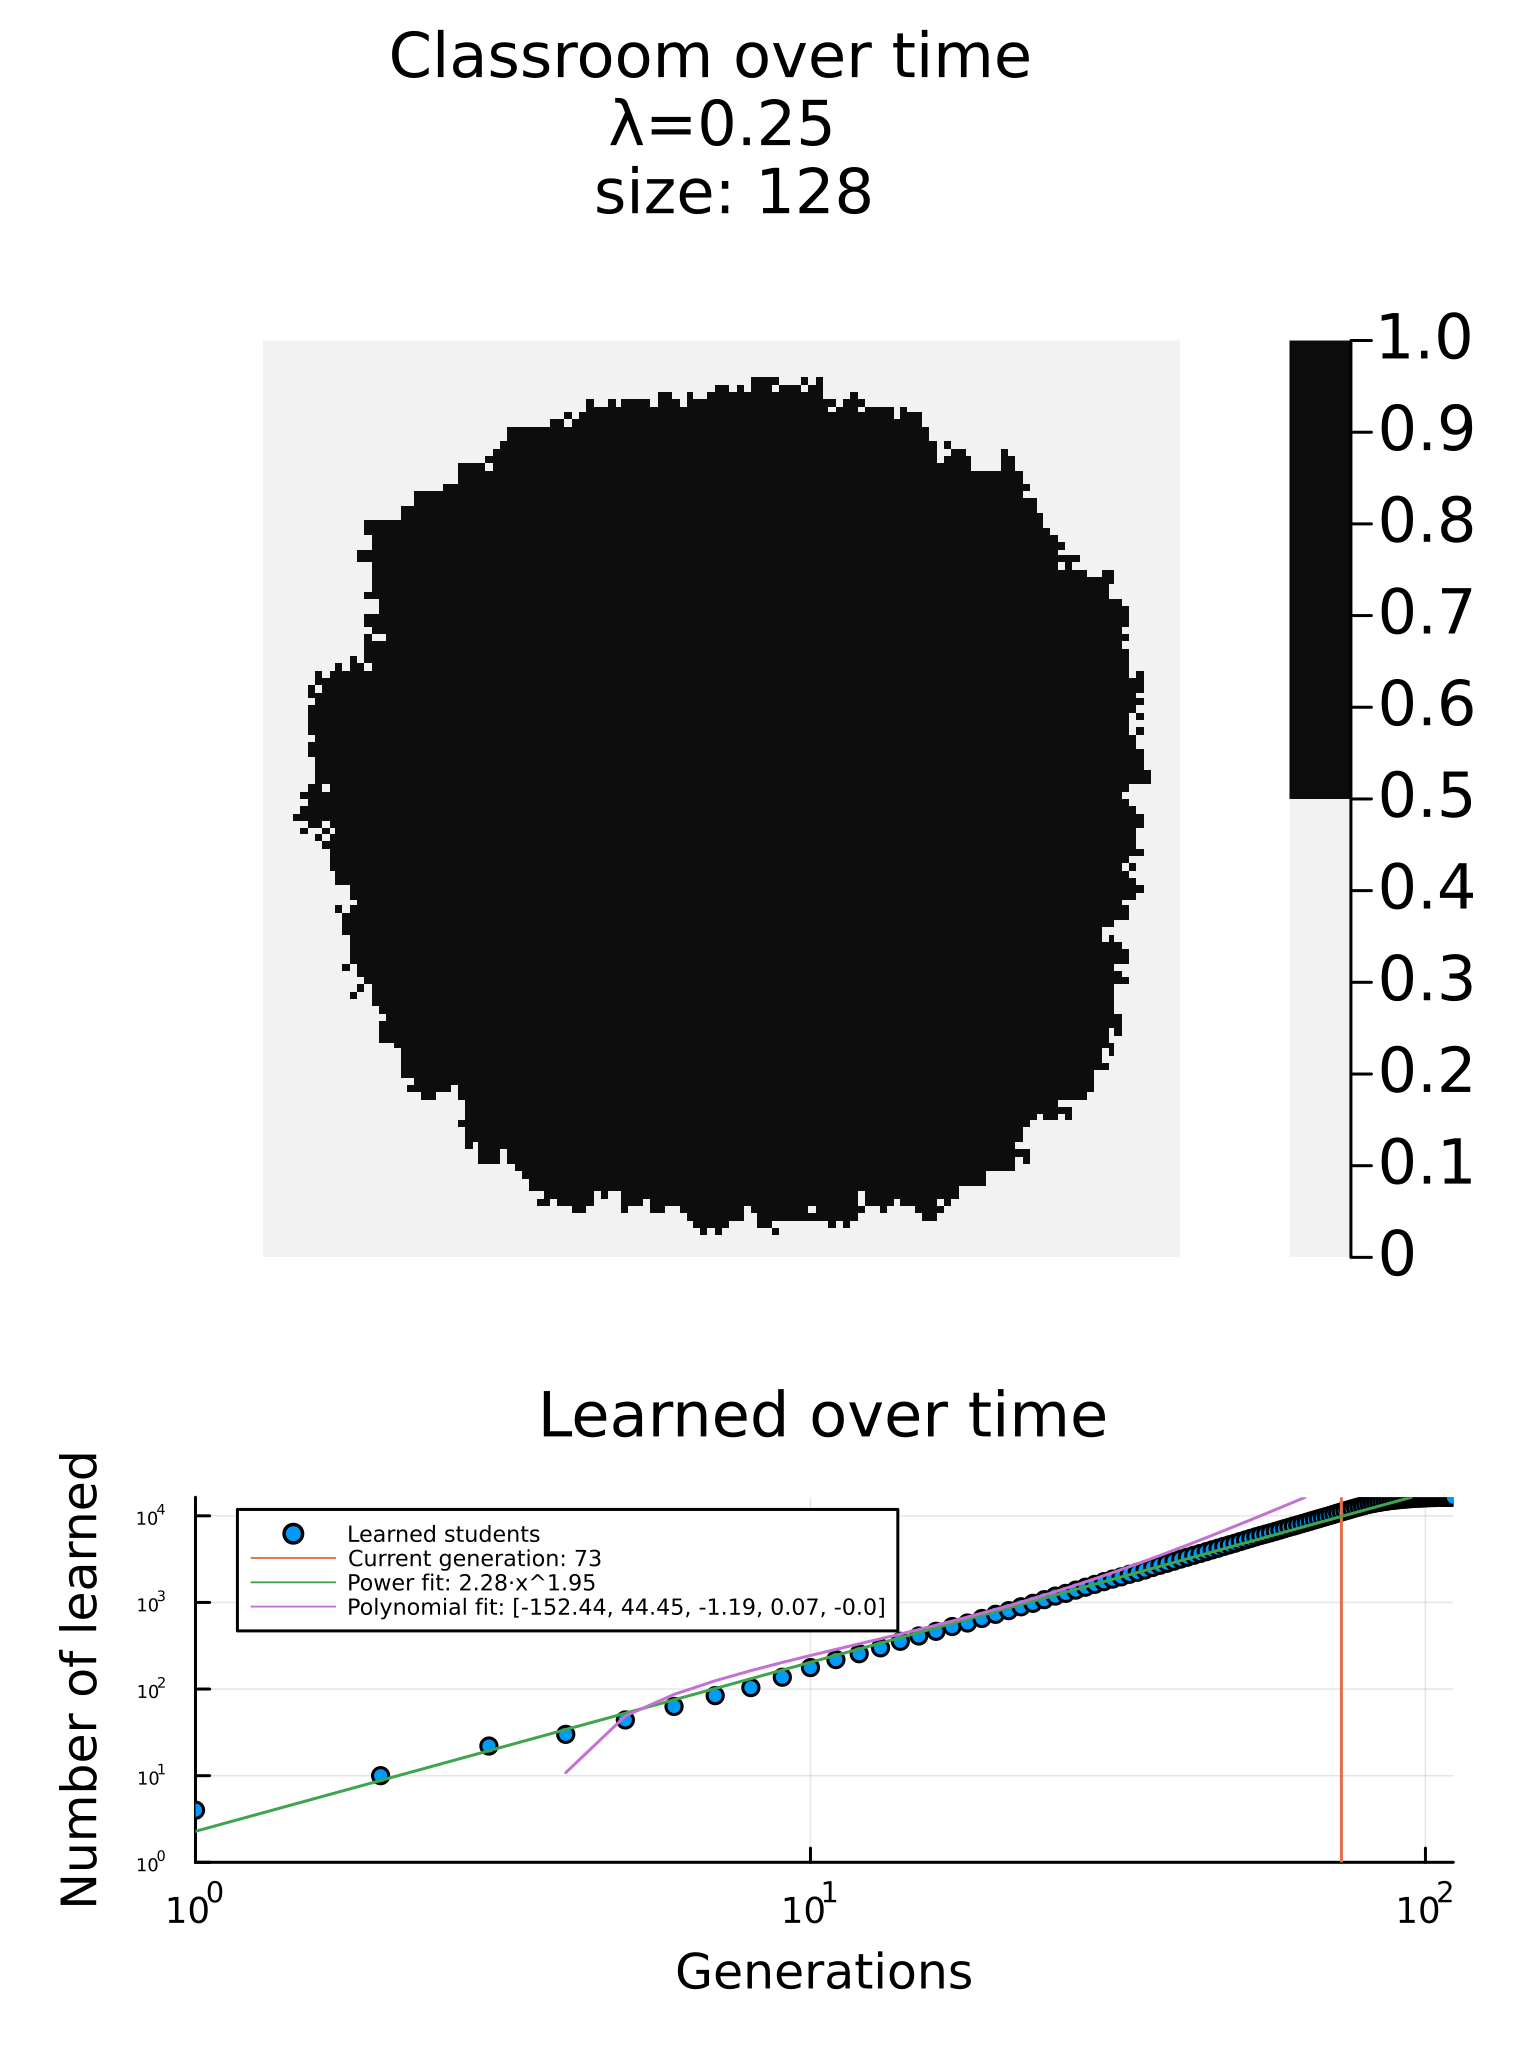 Classroom over time
λ=0.25
size: 128
1.0
0.9
0.8
0.7
0.6
0.5
0.4
0.3
0.2
0.1
0
Learned over time
Number of learned
10^4
10^3
10^2
10^1
10^0
Learned students
Current generation: 73
Power fit: 2.28·x^1.95
Polynomial fit: [-152.44, 44.45, -1.19, 0.07, -0.0]
10^0
10^1
10^2
Generations